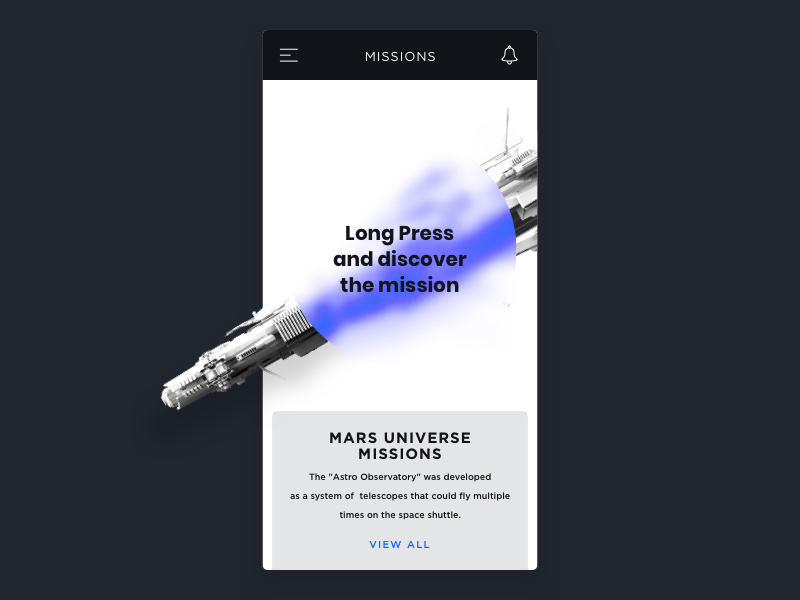 MISSIONS
Long Press
and discover
the mission
MARS UNIVERSE
MISSIONS
The "Astro Observatory" was developed
as a system of  telescopes that could fly multiple
times on the space shuttle.
VIEW ALL